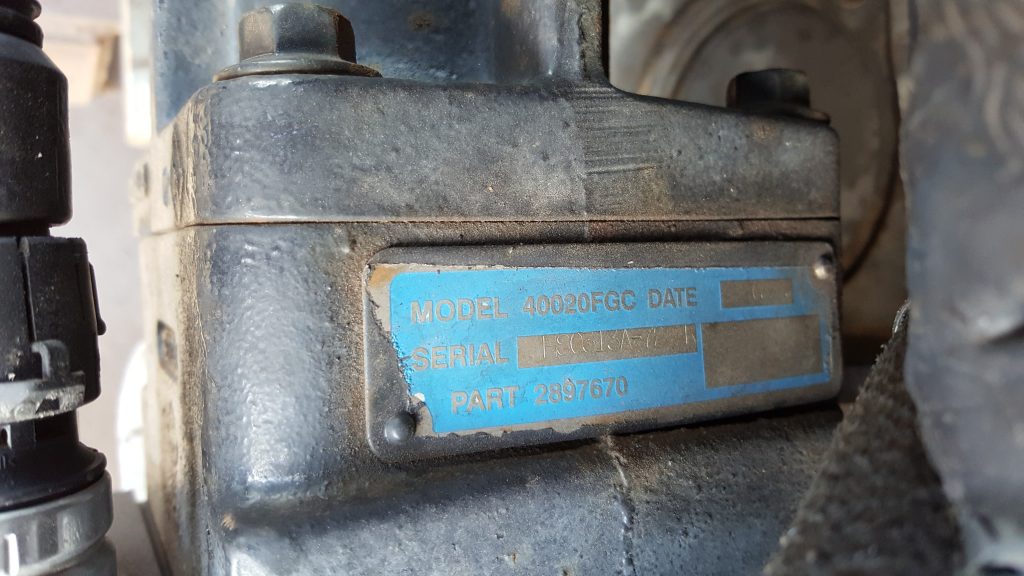 MODEL 40020FGC DATE
SERIAL
PART 2897670